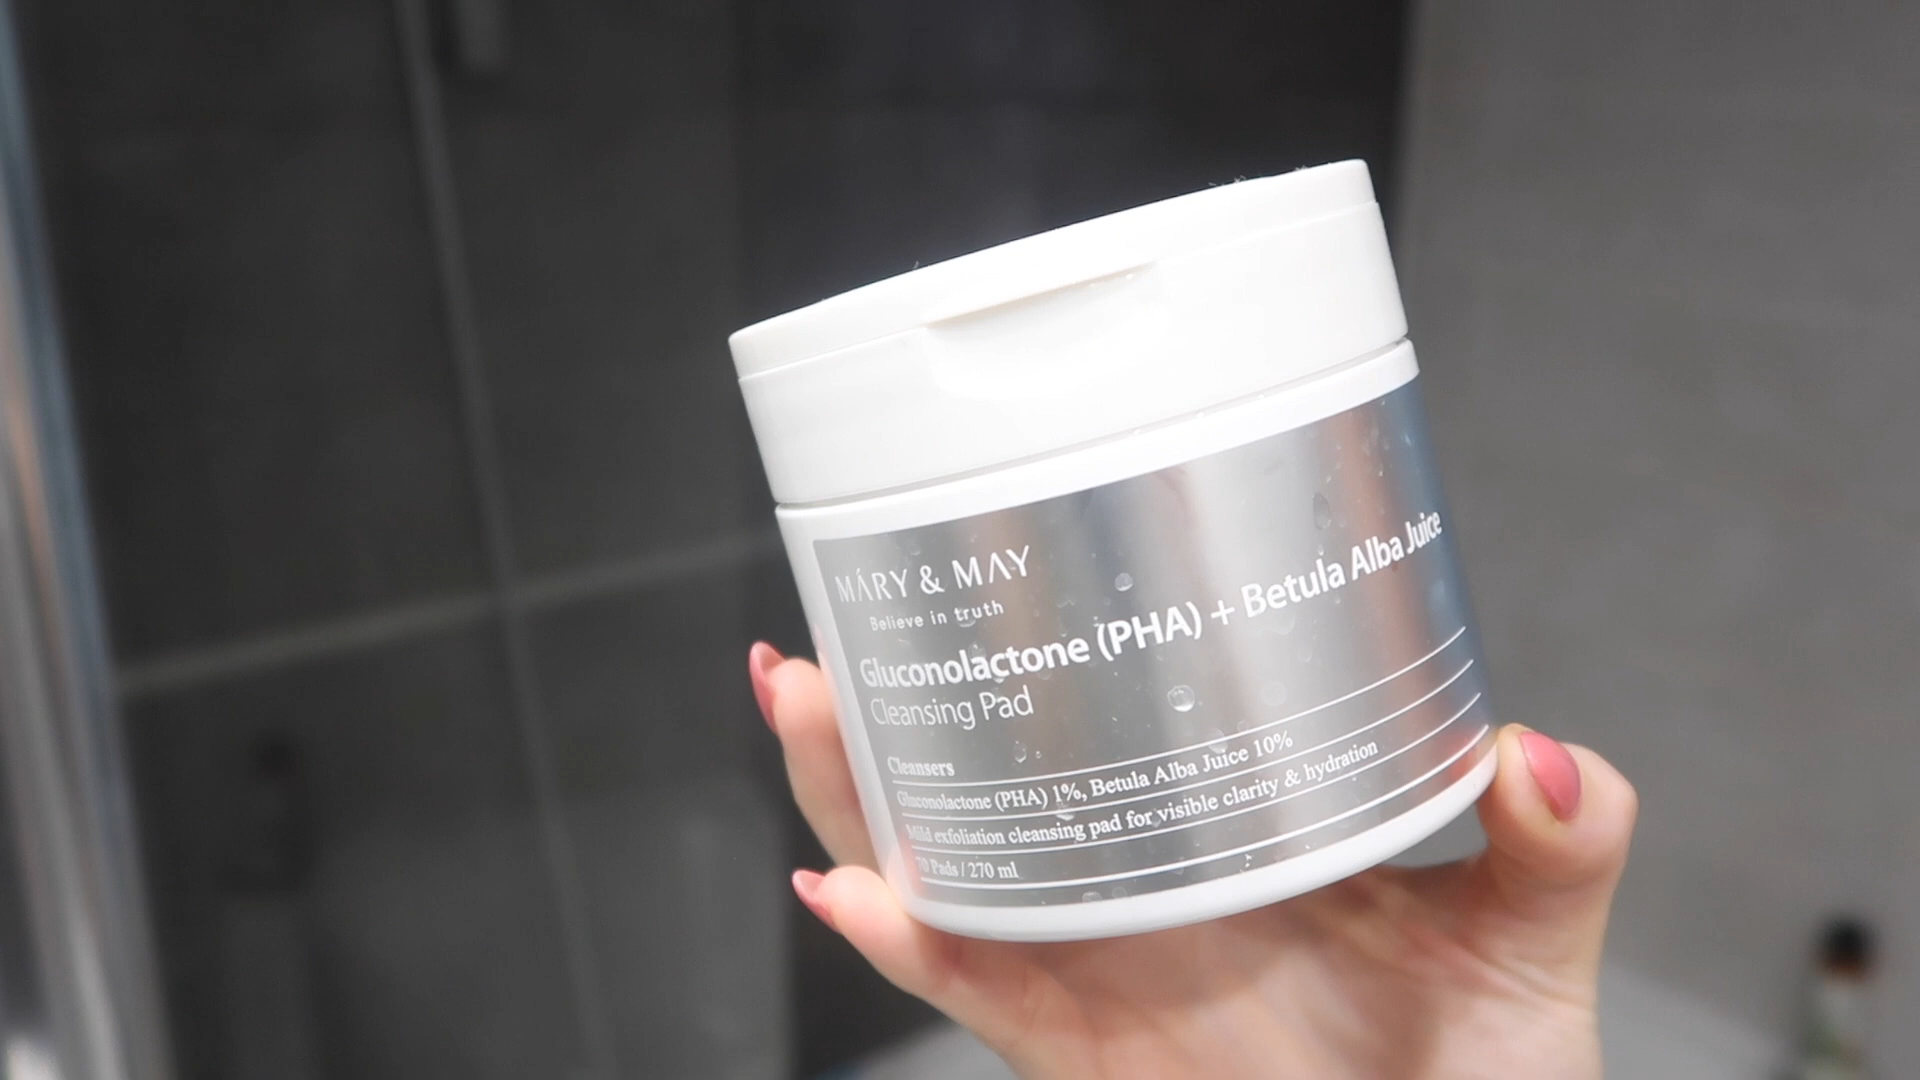 MÁRY & MAY
Believe in truth
Gluconolactone (PHA) + Betula Alba Juice
Cleansing Pad
Cleansers
Gluconolactone (PHA) 1%, Betula Alba Juice 10%
Mild exfoliation cleansing pad for visible clarity & hydration
70 Pads / 270 ml